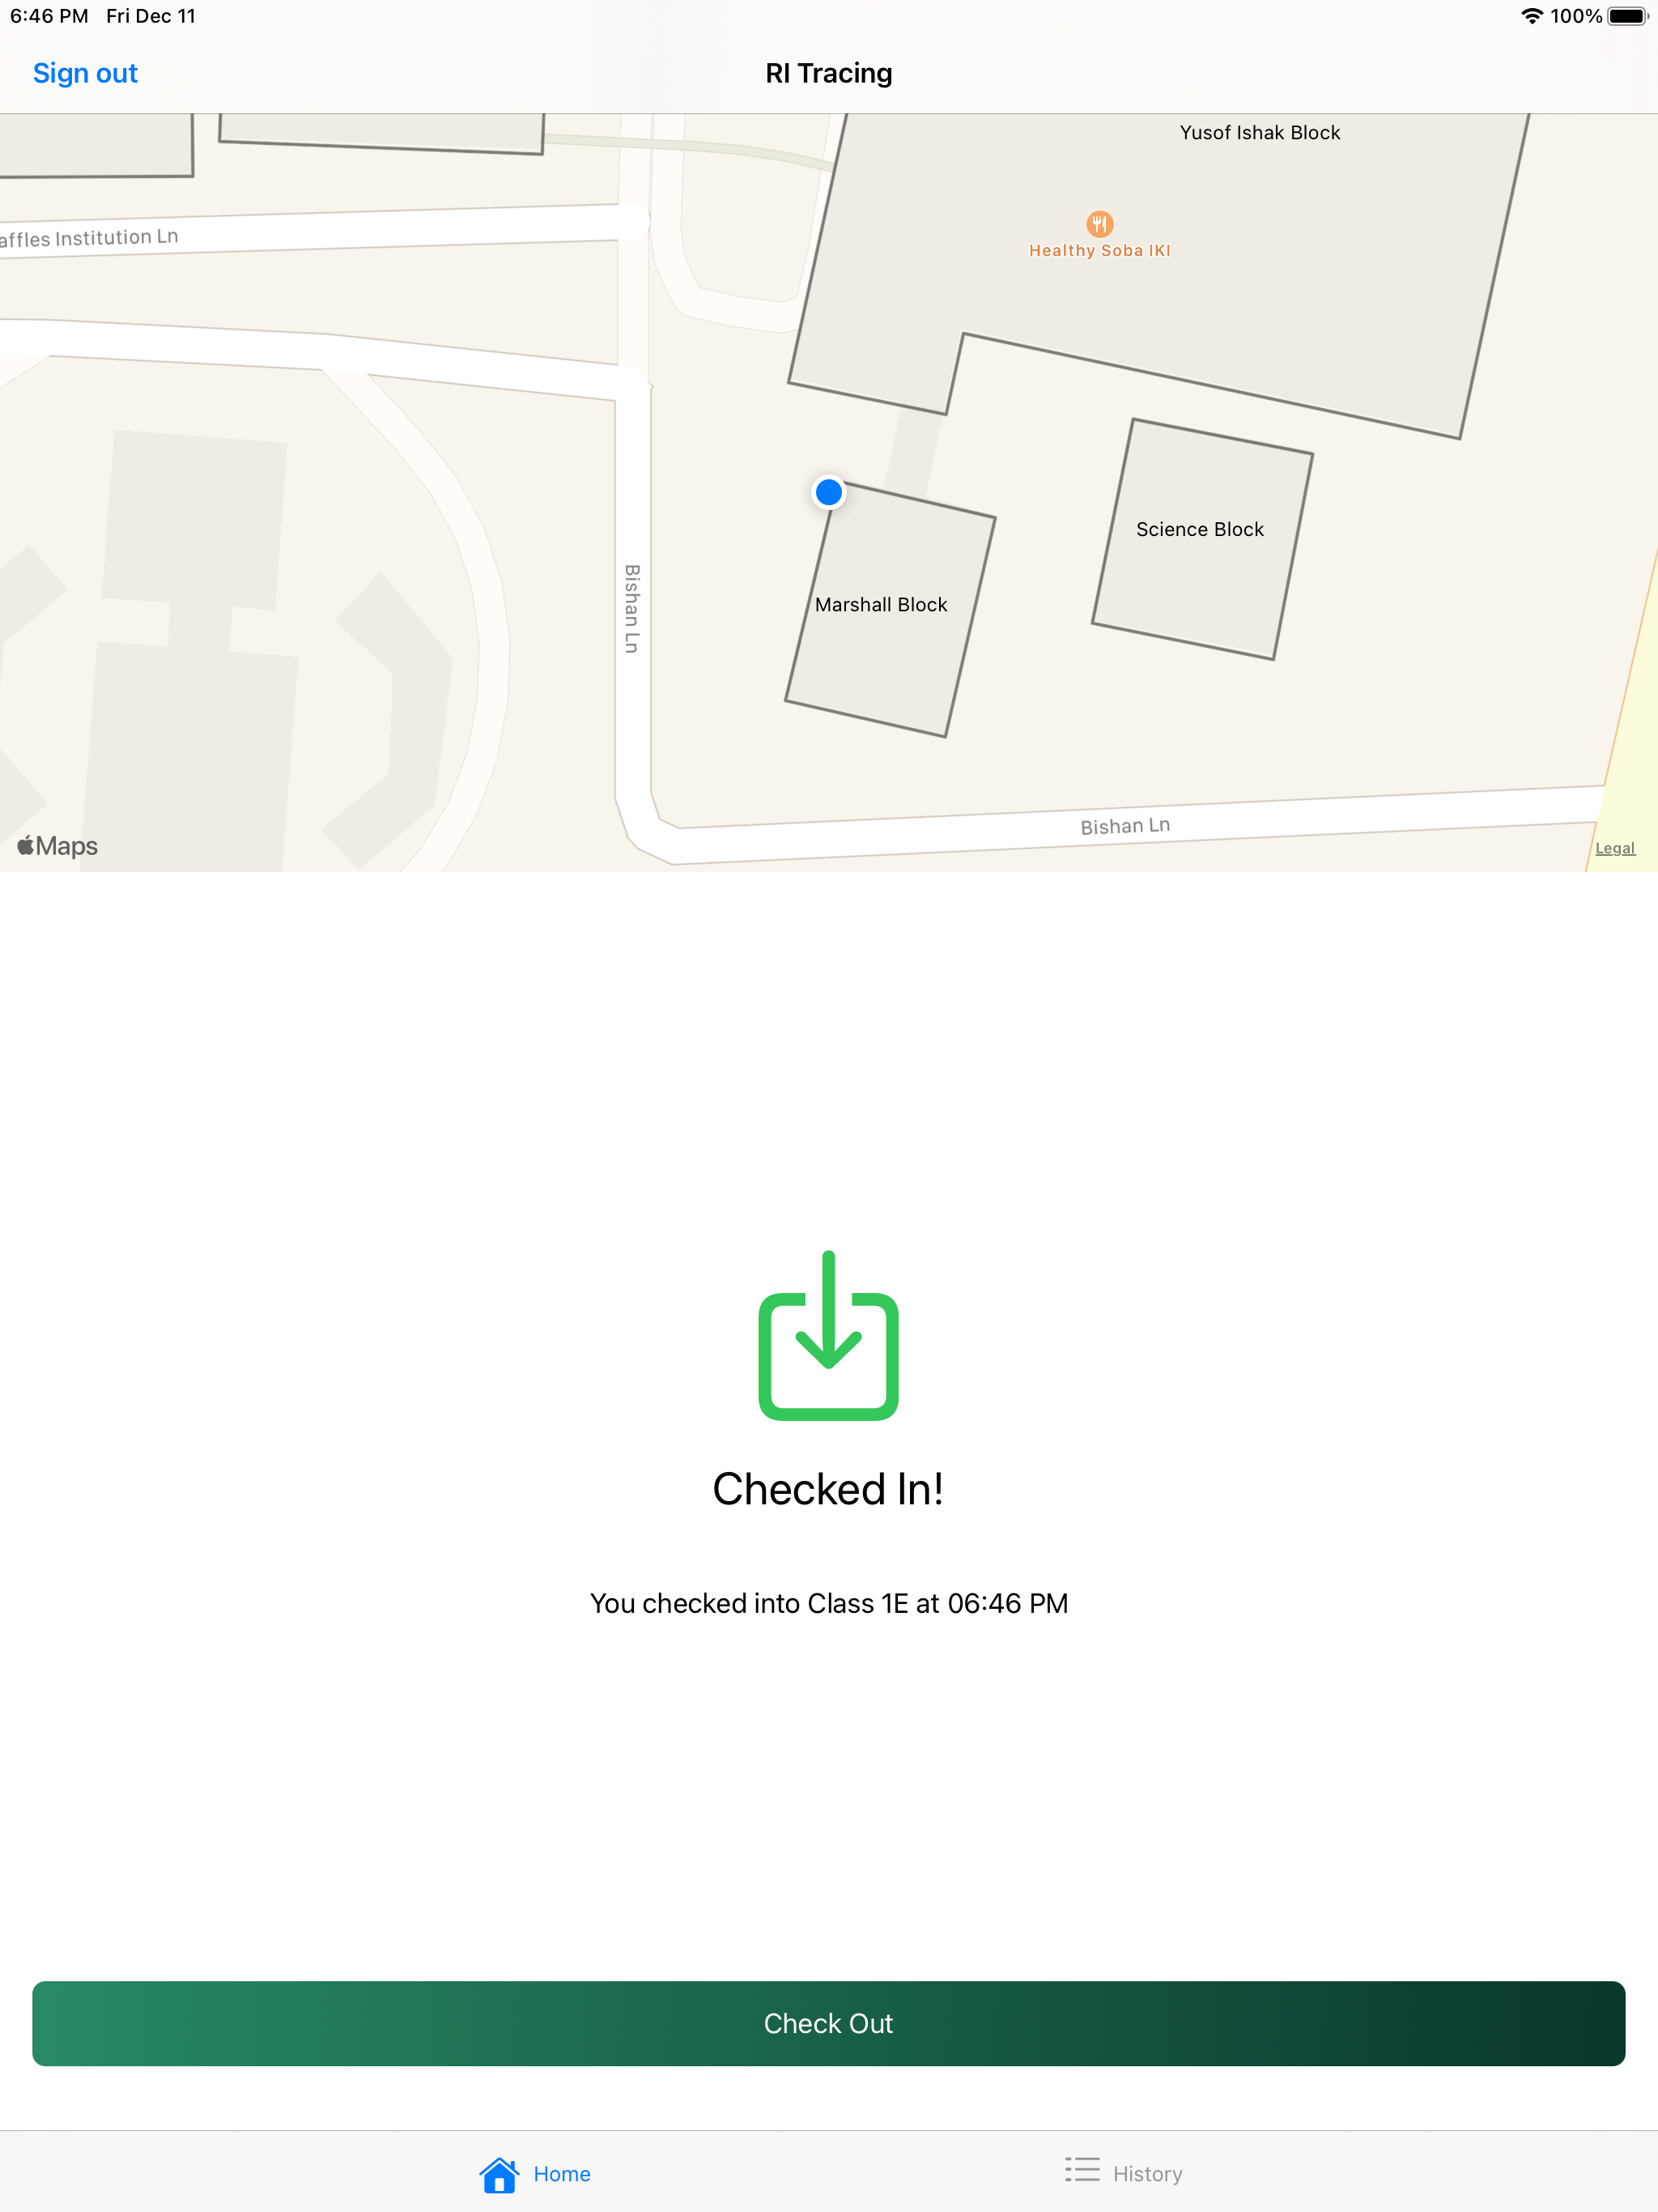 6:46 PM Fri Dec 11 100%
Sign out RI Tracing
Yusof Ishak Block
affles Institution Ln
Healthy Soba IKI
Science Block
Bishan Ln
Marshall Block
Bishan Ln
Maps
Legal
Checked In!
You checked into Class 1E at 06:46 PM
Check Out
Home History